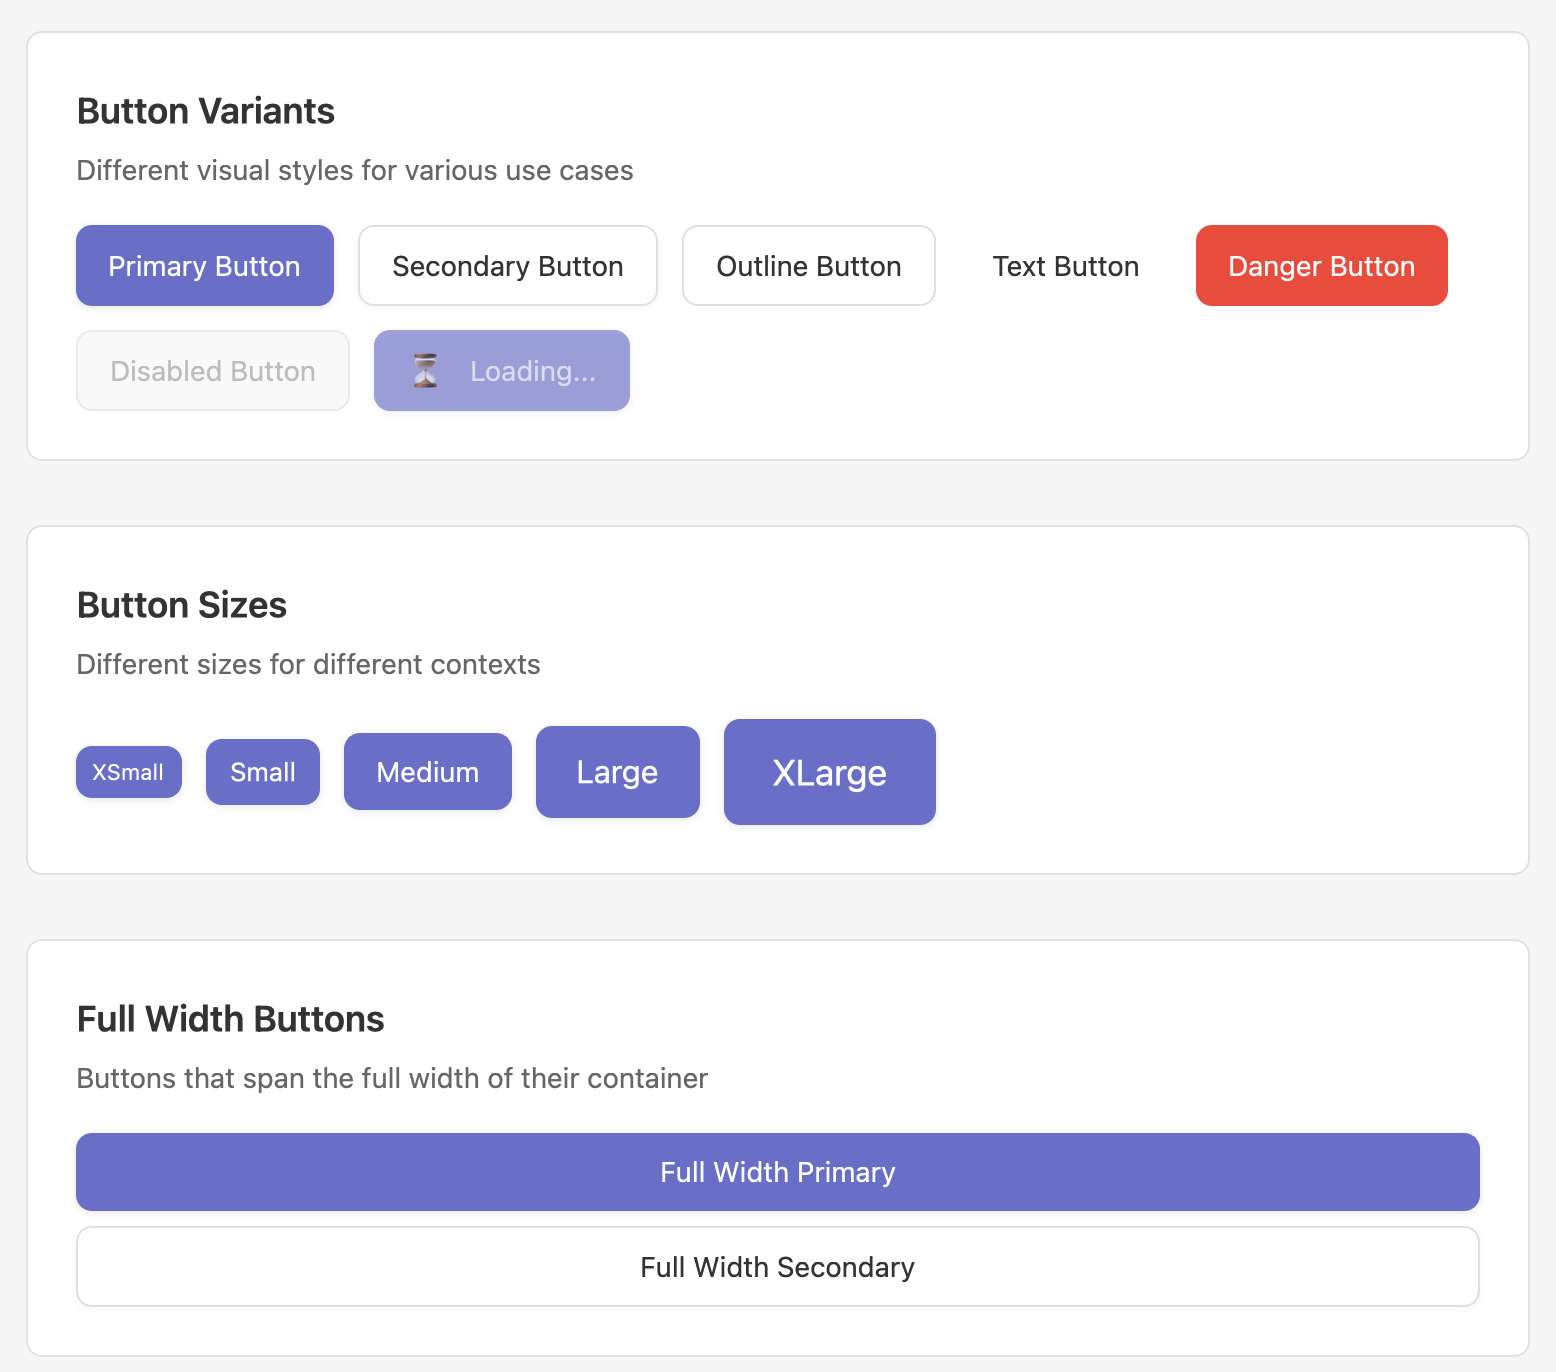 Button Variants
Different visual styles for various use cases
Primary Button
Secondary Button
Outline Button
Text Button
Danger Button
Disabled Button
⏳ Loading...
Button Sizes
Different sizes for different contexts
XSmall
Small
Medium
Large
XLarge
Full Width Buttons
Buttons that span the full width of their container
Full Width Primary
Full Width Secondary